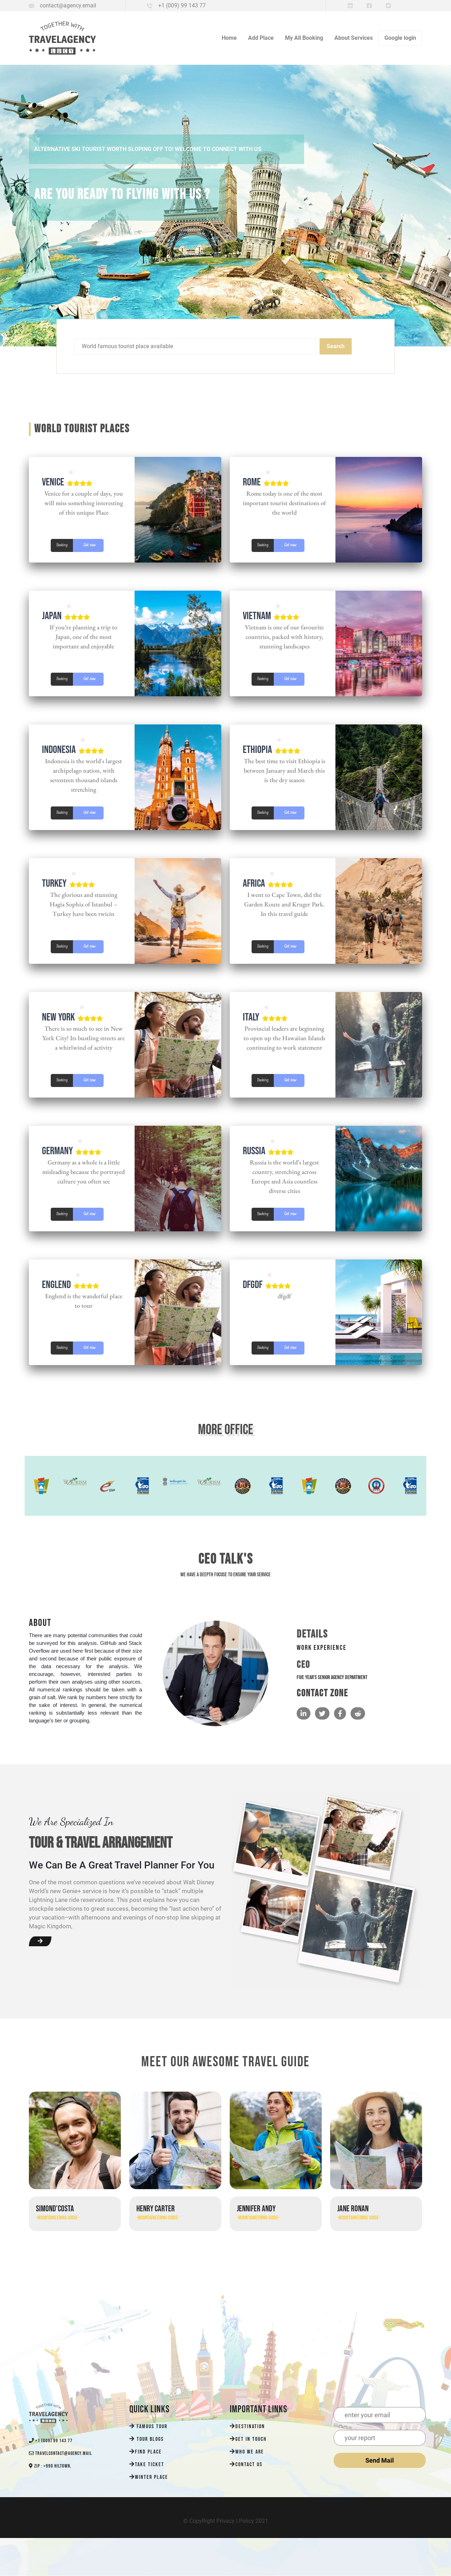 contact@agency.email
+1 (009) 99 143 77
TOGETHER WITH
TRAVELAGENCY
Home
Add Place
My All Booking
About Services
Google login
ALTERNATIVE SKI TOURIST WORTH SLOPING OFF TO! WELCOME TO CONNECT WITH US
ARE YOU READY TO FLYING WITH US ?
World famous tourist place available
Search
WORLD TOURIST PLACES
VENICE
Venice for a couple of days, you
will miss something interesting
of this unique Place
Booking
Get now
ROME
Rome today is one of the most
important tourist destinations of
the world
Booking
Get now
JAPAN
If you're planning a trip to
Japan, one of the most
important and enjoyable
Booking
Get now
VIETNAM
Vietnam is one of our favourite
countries, packed with history,
stunning landscapes
Booking
Get now
INDONESIA
Indonesia is the world's largest
archipelago nation, with
seventeen thousand islands
stretching
Booking
Get now
ETHIOPIA
The best time to visit Ethiopia is
between January and March this
is the dry season
Booking
Get now
TURKEY
The glorious and stunning
Hagia Sophia of Istanbul –
Turkey have been twicin
Booking
Get now
AFRICA
I went to Cape Town, did the
Garden Route and Kruger Park.
In this travel guide
Booking
Get now
NEW YORK
There is so much to see in New
York City! Its bustling streets are
a whirlwind of activity
Booking
Get now
ITALY
Provincial leaders are beginning
to open up the Hawaiian Islands
continuing to work statement
Booking
Get now
GERMANY
Germany as a whole is a little
misleading because the portrayed
culture you often see
Booking
Get now
RUSSIA
Russia is the world's largest
country, stretching across
Europe and Asia countless
diverse cities
Booking
Get now
ENGLEND
Englend is the wanderful place
to tour
Booking
Get now
DFGDF
dfgdf
Booking
Get now
MORE OFFICE
CEO TALK'S
WE HAVE A DEEPTH FOCUSE TO ENSURE YOUR SERVICE
ABOUT
There are many potential communities that could
be surveyed for this analysis. GitHub and Stack
Overflow are used here first because of their size
and second because of their public exposure of
the data necessary for the analysis. We
encourage, however, interested parties to
perform their own analyses using other sources.
All numerical rankings should be taken with a
grain of salt. We rank by numbers here strictly for
the sake of interest. In general, the numerical
ranking is substantially less relevant than the
language's tier or grouping.
DETAILS
WORK EXPERIENCE
CEO
FIVE YEAR'S SENIOR AGENCY DEPARTMENT
CONTACT ZONE
We Are Specialized In
TOUR & TRAVEL ARRANGEMENT
We Can Be A Great Travel Planner For You
One of the most common questions we've received about Walt Disney
World's new Genie+ service is how it's possible to "stack" multiple
Lightning Lane ride reservations. This post explains how you can
stockpile selections to great success, becoming the "last action hero" of
your vacation–with afternoons and evenings of non-stop line skipping at
Magic Kingdom,
MEET OUR AWESOME TRAVEL GUIDE
SIMOND'COSTA
HENRY CARTER
JENNIFER ANDY
JANE RONAN
TRAVELAGENCY
+1 (009) 99 143 77
TRAVELCONTACT@AGENCY.MAIL
ZIP : +990 HILTOWN,
QUICK LINKS
FAMOUS TOUR
TOUR BLOGS
FIND PLACE
TAKE TICKET
WINTER PLACE
IMPORTANT LINKS
DESTINATION
GET IN TOUCH
WHO WE ARE
CONTACT US
enter your email
your report
Send Mail
© CopyRight Privacy | Policy 2021